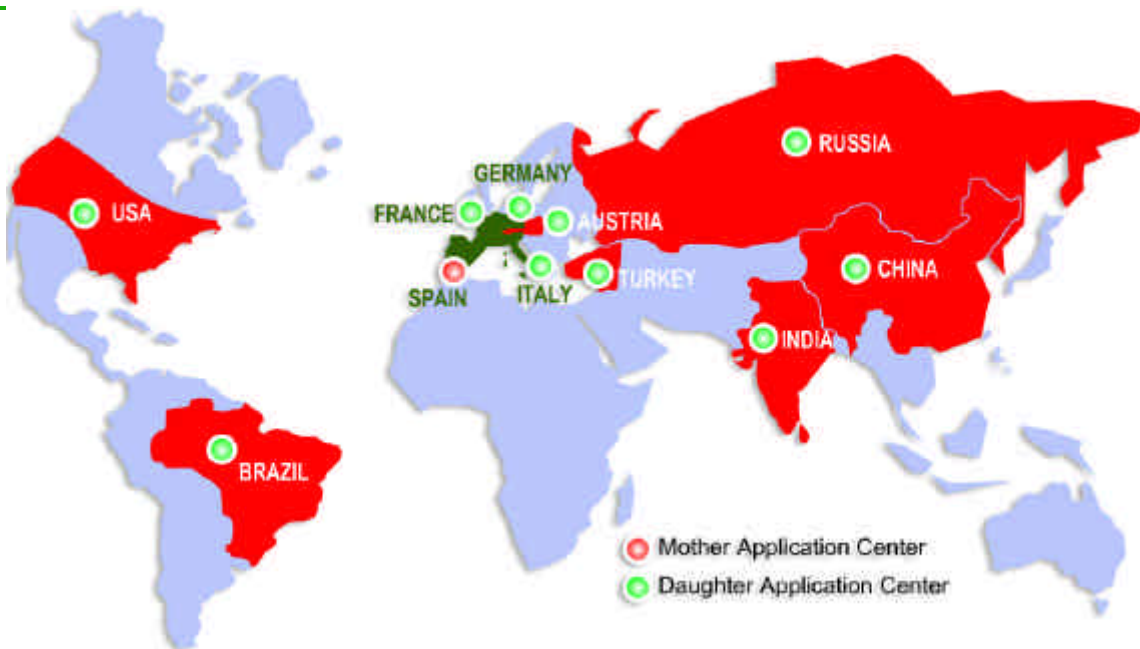 RUSSIA
GERMANY
USA
FRANCE
AUSTRIA
CHINA
SPAIN
ITALY
TURKEY
INDIA
BRAZIL
Mother Application Center
Daughter Application Center